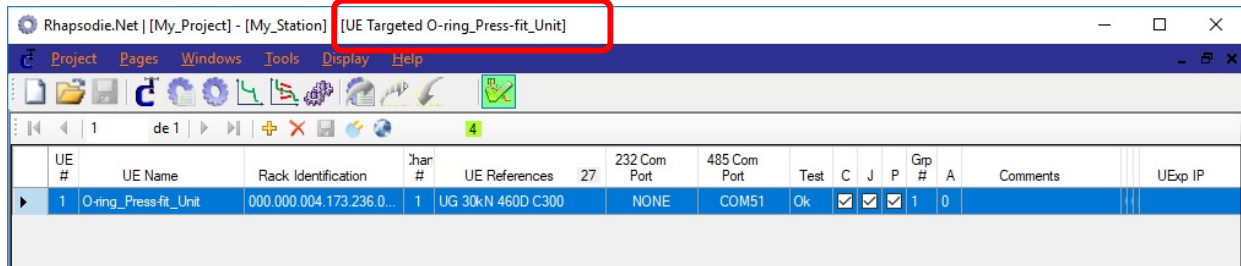 Rhapsodie.Net | [My_Project] - [My_Station] [UE Targeted O-ring_Press-fit_Unit]
Project Pages Windows Tools Display Help
1 de 1 4
UE # UE Name Rack Identification Chan # UE References 27 232 Com Port 485 Com Port Test C J P Grp # A Comments UExp IP
1 O-ring_Press-fit_Unit 000.000.004.173.236.0... 1 UG 30kN 460D C300 NONE COM51 Ok 1 0